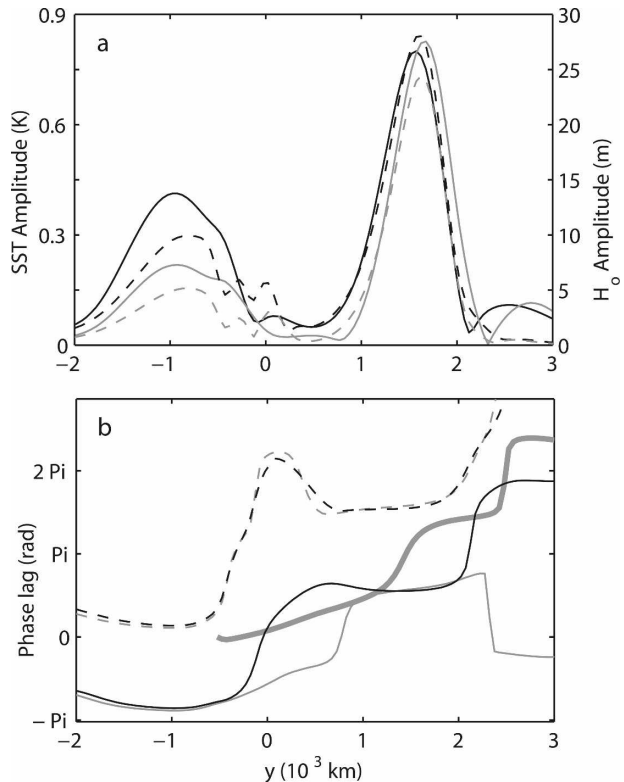 a
0.9
0.6
0.3
0
SST Amplitude (K)
30
25
20
15
10
5
0
H_o Amplitude (m)
−2 −1 0 1 2 3
b
2 Pi
Pi
0
− Pi
Phase lag (rad)
−2 −1 0 1 2 3
y (10^3 km)